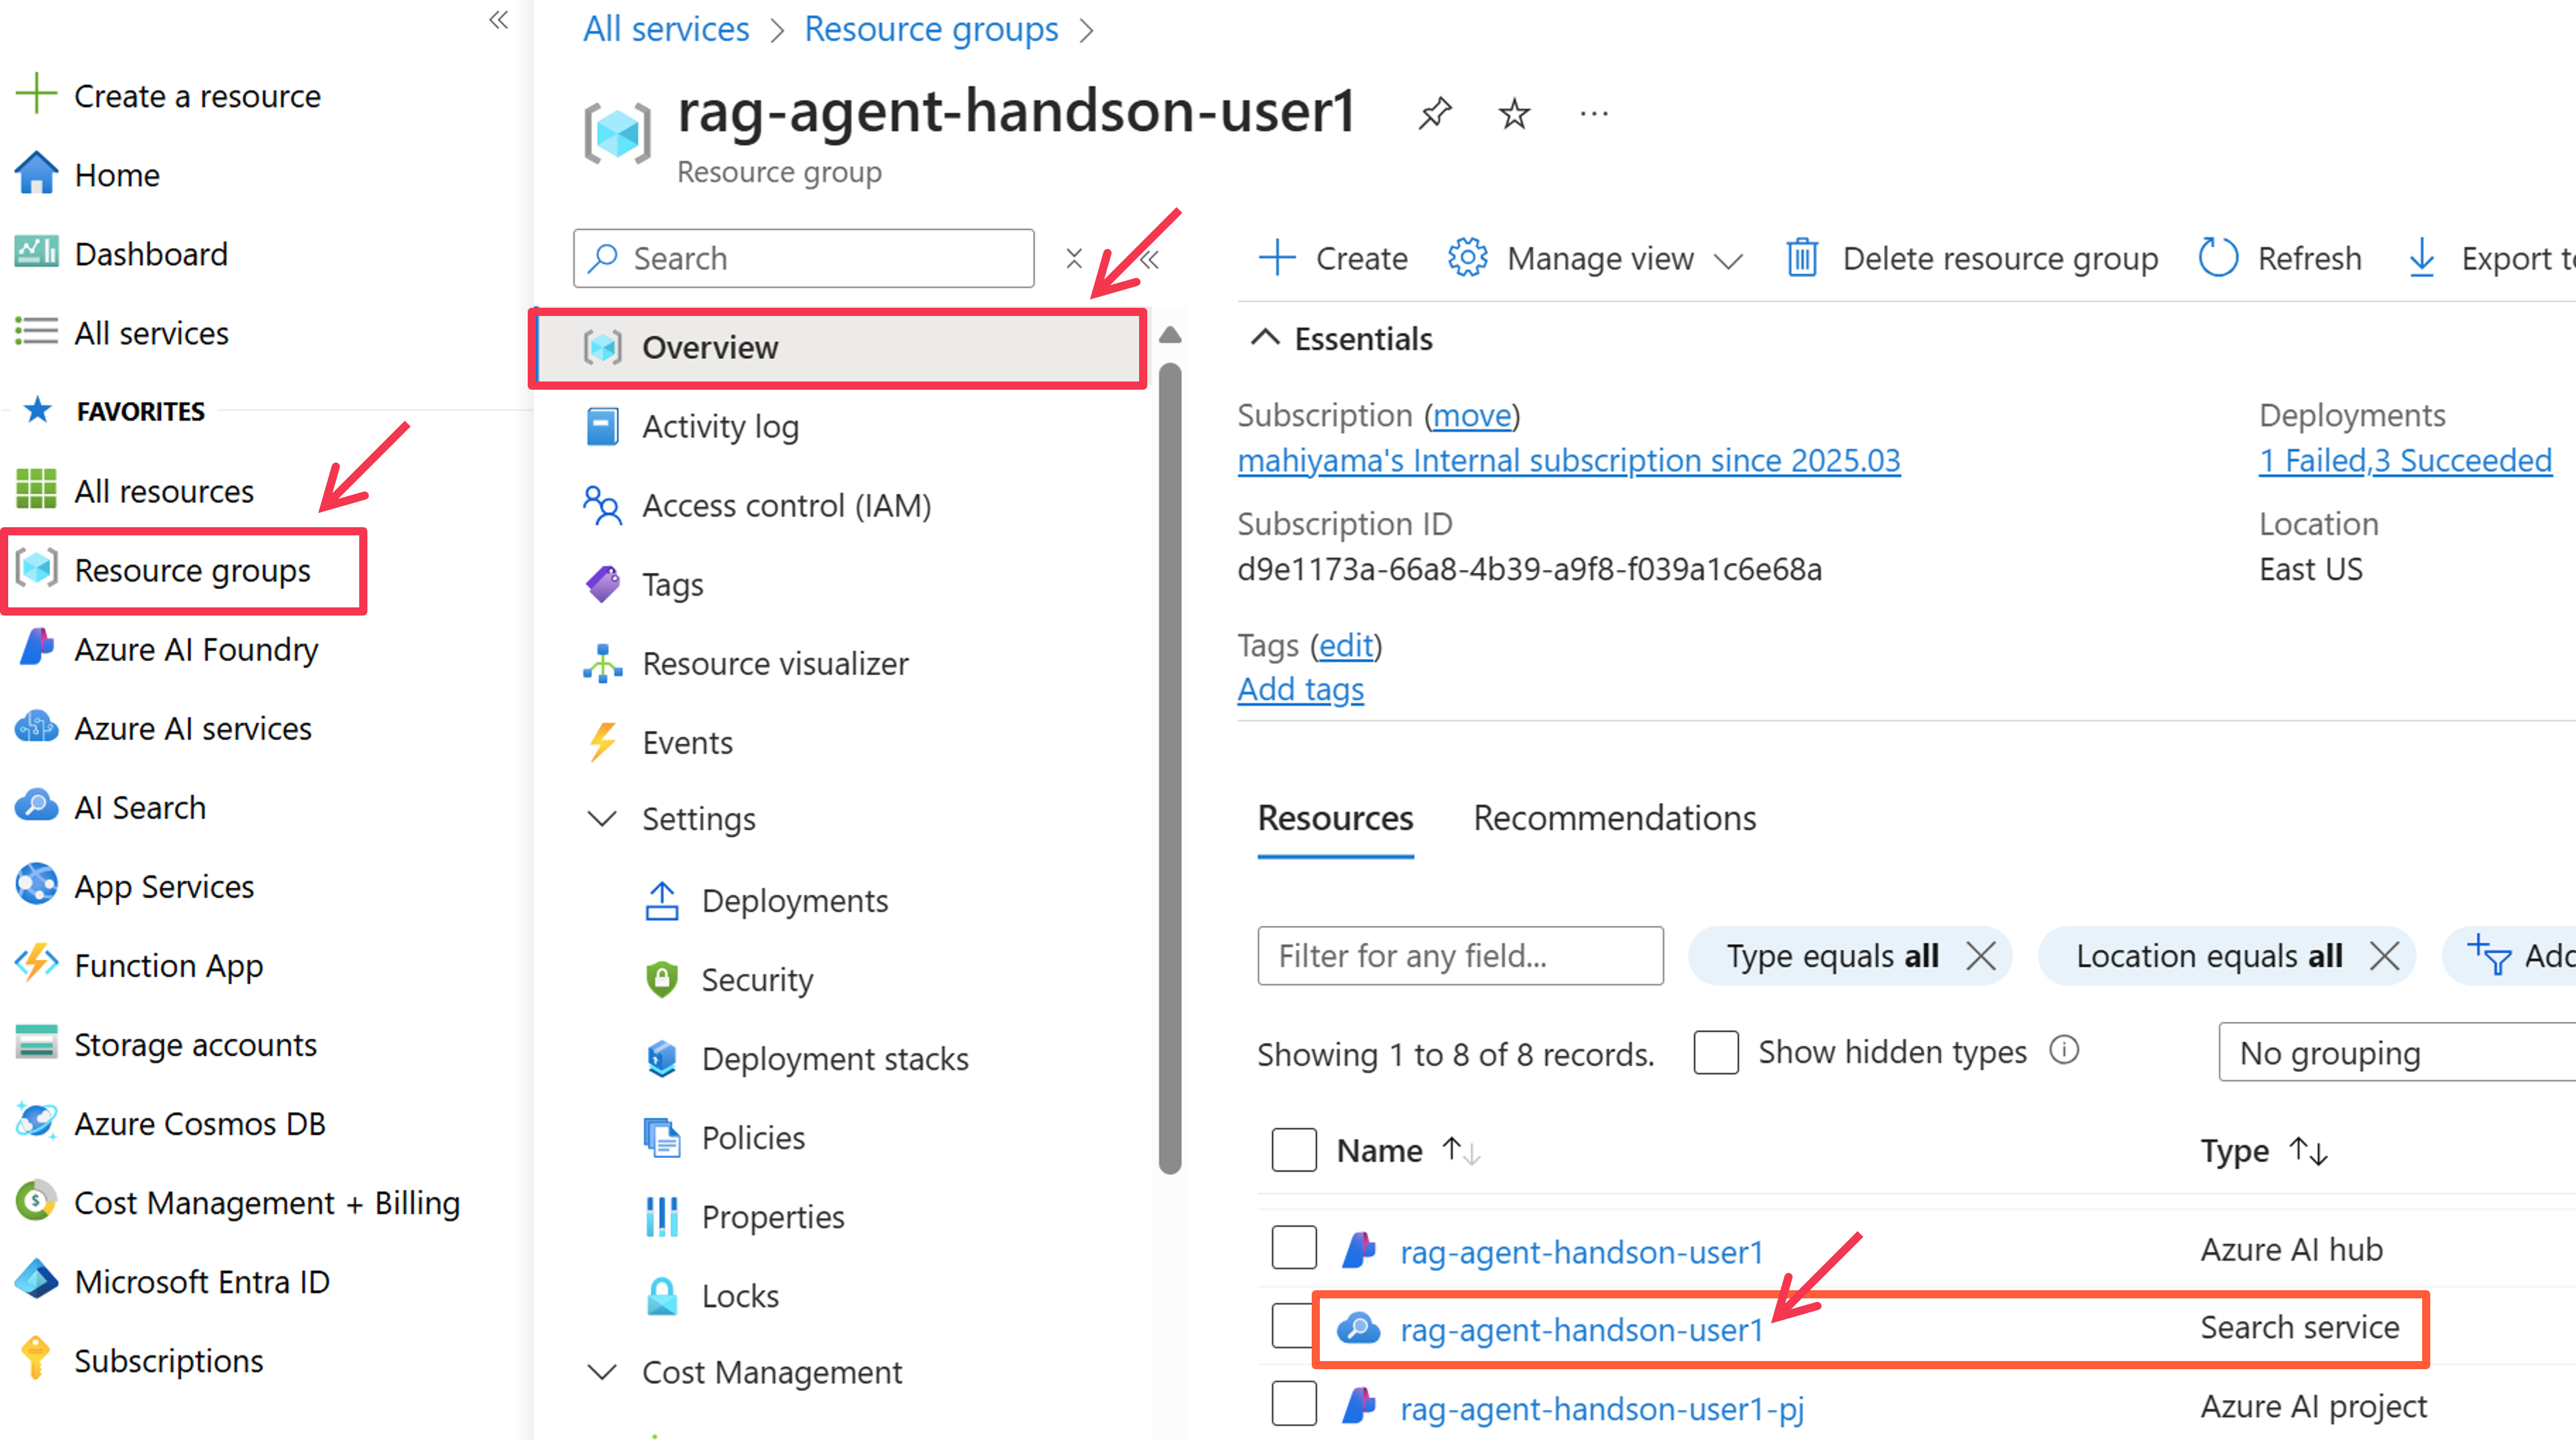 All services > Resource groups >
rag-agent-handson-user1
Resource group
Create a resource
Home
Dashboard
All services
FAVORITES
All resources
Resource groups
Azure AI Foundry
Azure AI services
AI Search
App Services
Function App
Storage accounts
Azure Cosmos DB
Cost Management + Billing
Microsoft Entra ID
Subscriptions
Search
Overview
Activity log
Access control (IAM)
Tags
Resource visualizer
Events
Settings
Deployments
Security
Deployment stacks
Policies
Properties
Locks
Cost Management
Create Manage view Delete resource group Refresh Export to
Essentials
Subscription (move)
mahiyama's Internal subscription since 2025.03
Subscription ID
d9e1173a-66a8-4b39-a9f8-f039a1c6e68a
Tags (edit)
Add tags
Deployments
1 Failed,3 Succeeded
Location
East US
Resources Recommendations
Filter for any field... Type equals all Location equals all Add
Showing 1 to 8 of 8 records. Show hidden types No grouping
Name Type
rag-agent-handson-user1 Azure AI hub
rag-agent-handson-user1 Search service
rag-agent-handson-user1-pj Azure AI project